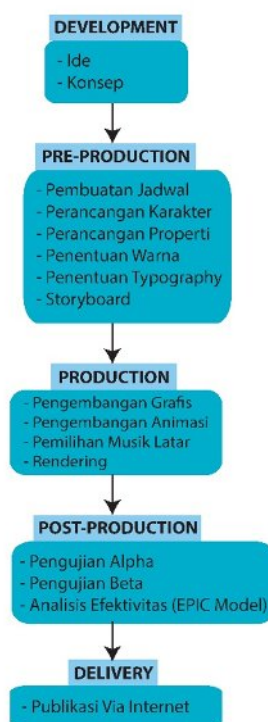 DEVELOPMENT
- Ide
- Konsep
PRE-PRODUCTION
- Pembuatan Jadwal
- Perancangan Karakter
- Perancangan Properti
- Penentuan Warna
- Penentuan Typography
- Storyboard
PRODUCTION
- Pengembangan Grafis
- Pengembangan Animasi
- Pemilihan Musik Latar
- Rendering
POST-PRODUCTION
- Pengujian Alpha
- Pengujian Beta
- Analisis Efektivitas (EPIC Model)
DELIVERY
- Publikasi Via Internet